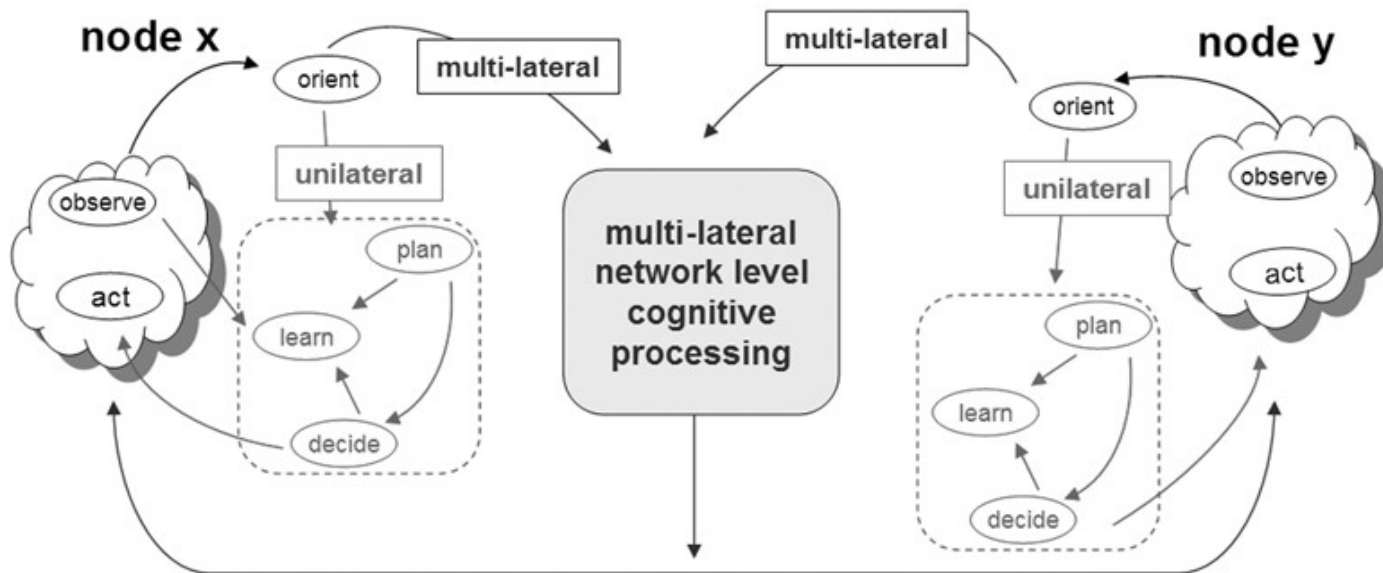 node x
orient
multi-lateral
unilateral
observe
act
plan
learn
decide
multi-lateral
network level
cognitive
processing
multi-lateral
node y
orient
unilateral
observe
act
plan
learn
decide